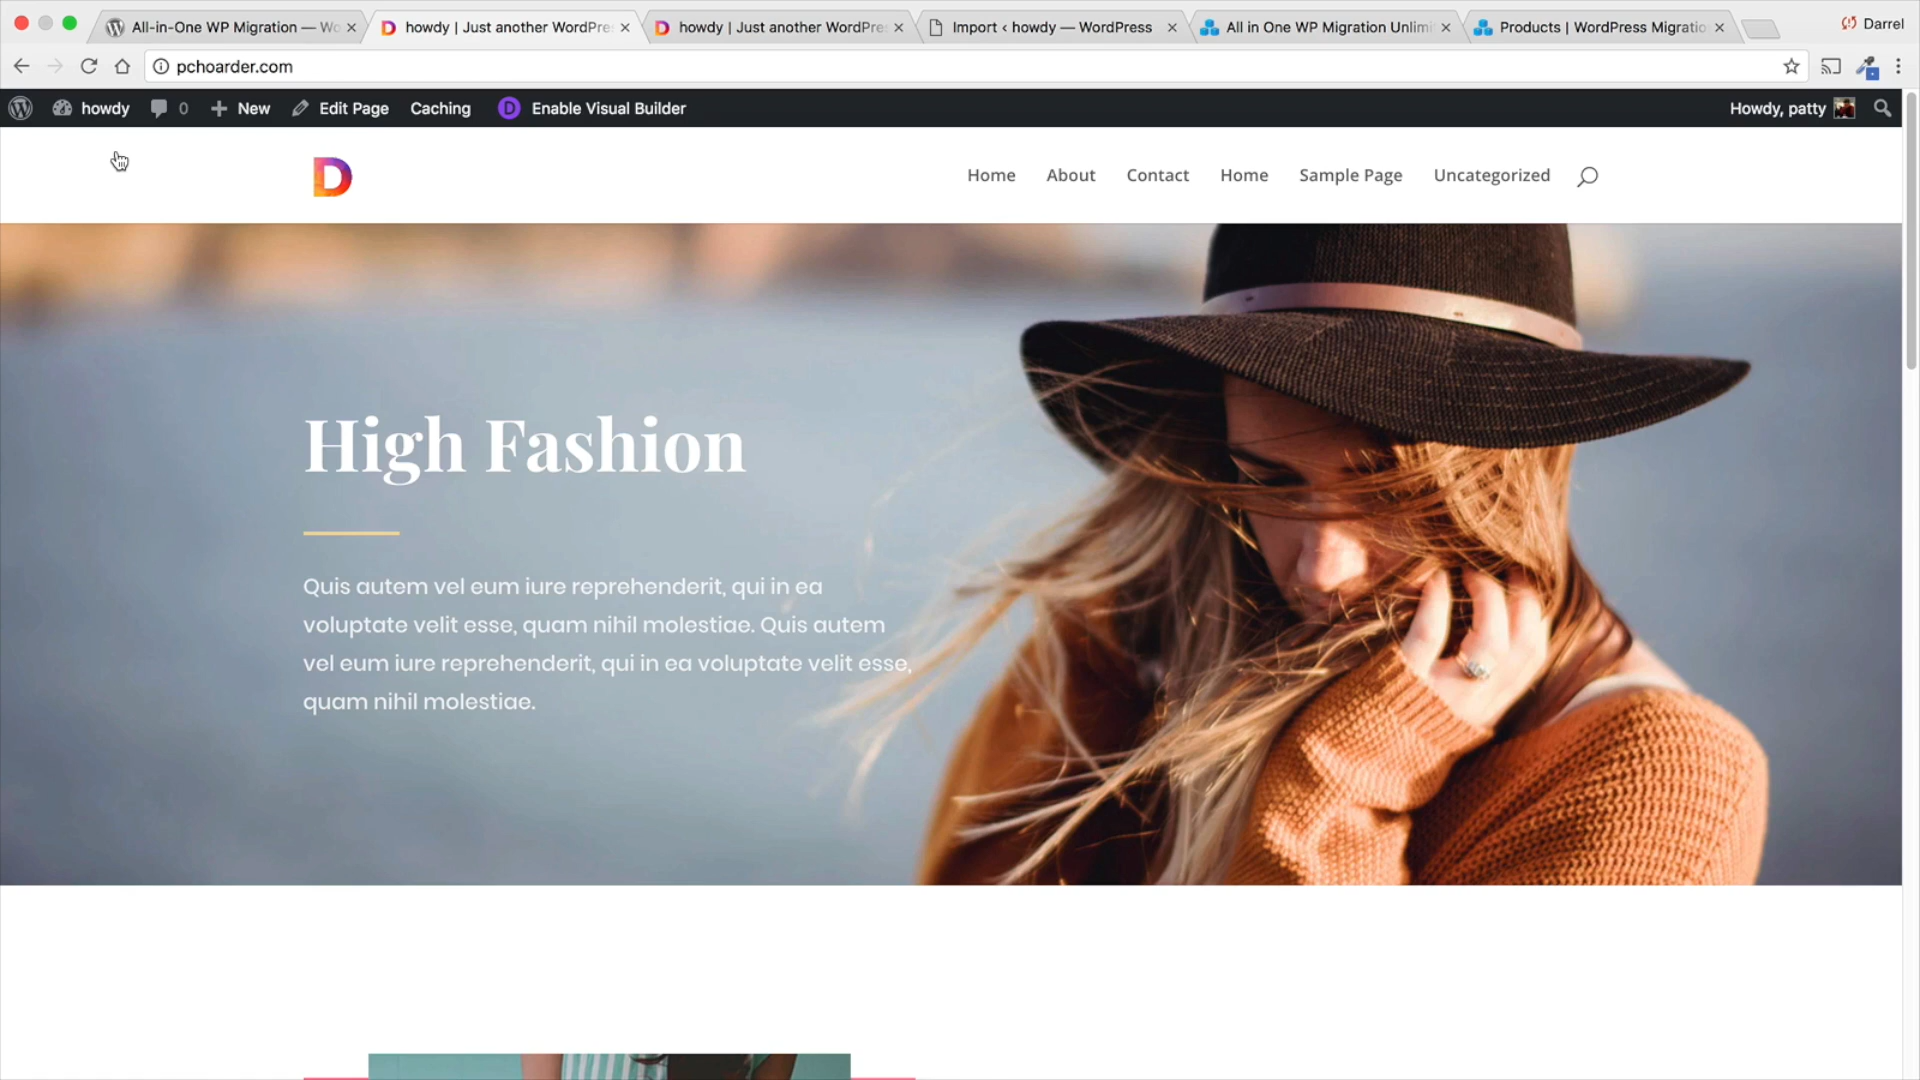 All-in-One WP Migration — Wo
howdy | Just another WordPre
howdy | Just another WordPre
Import ‹ howdy — WordPress
All in One WP Migration Unlimi
Products | WordPress Migratio
Darrel
pchoarder.com
howdy
0
New
Edit Page
Caching
D
Enable Visual Builder
Howdy, patty
D
Home
About
Contact
Home
Sample Page
Uncategorized
High Fashion
Quis autem vel eum iure reprehenderit, qui in ea
voluptate velit esse, quam nihil molestiae. Quis autem
vel eum iure reprehenderit, qui in ea voluptate velit esse,
quam nihil molestiae.